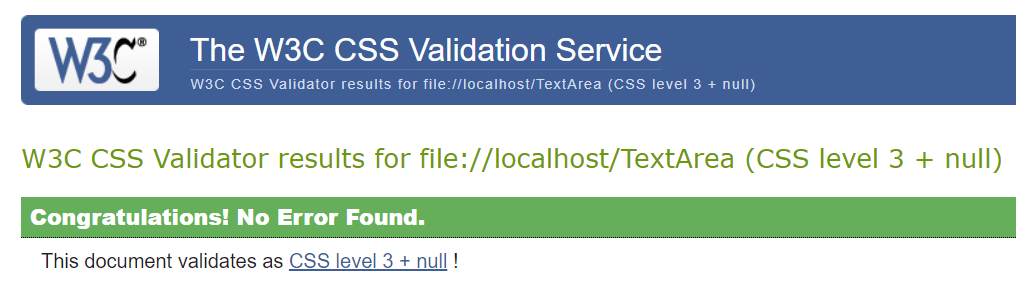 W3C®
The W3C CSS Validation Service
W3C CSS Validator results for file://localhost/TextArea (CSS level 3 + null)
W3C CSS Validator results for file://localhost/TextArea (CSS level 3 + null)
Congratulations! No Error Found.
This document validates as CSS level 3 + null !